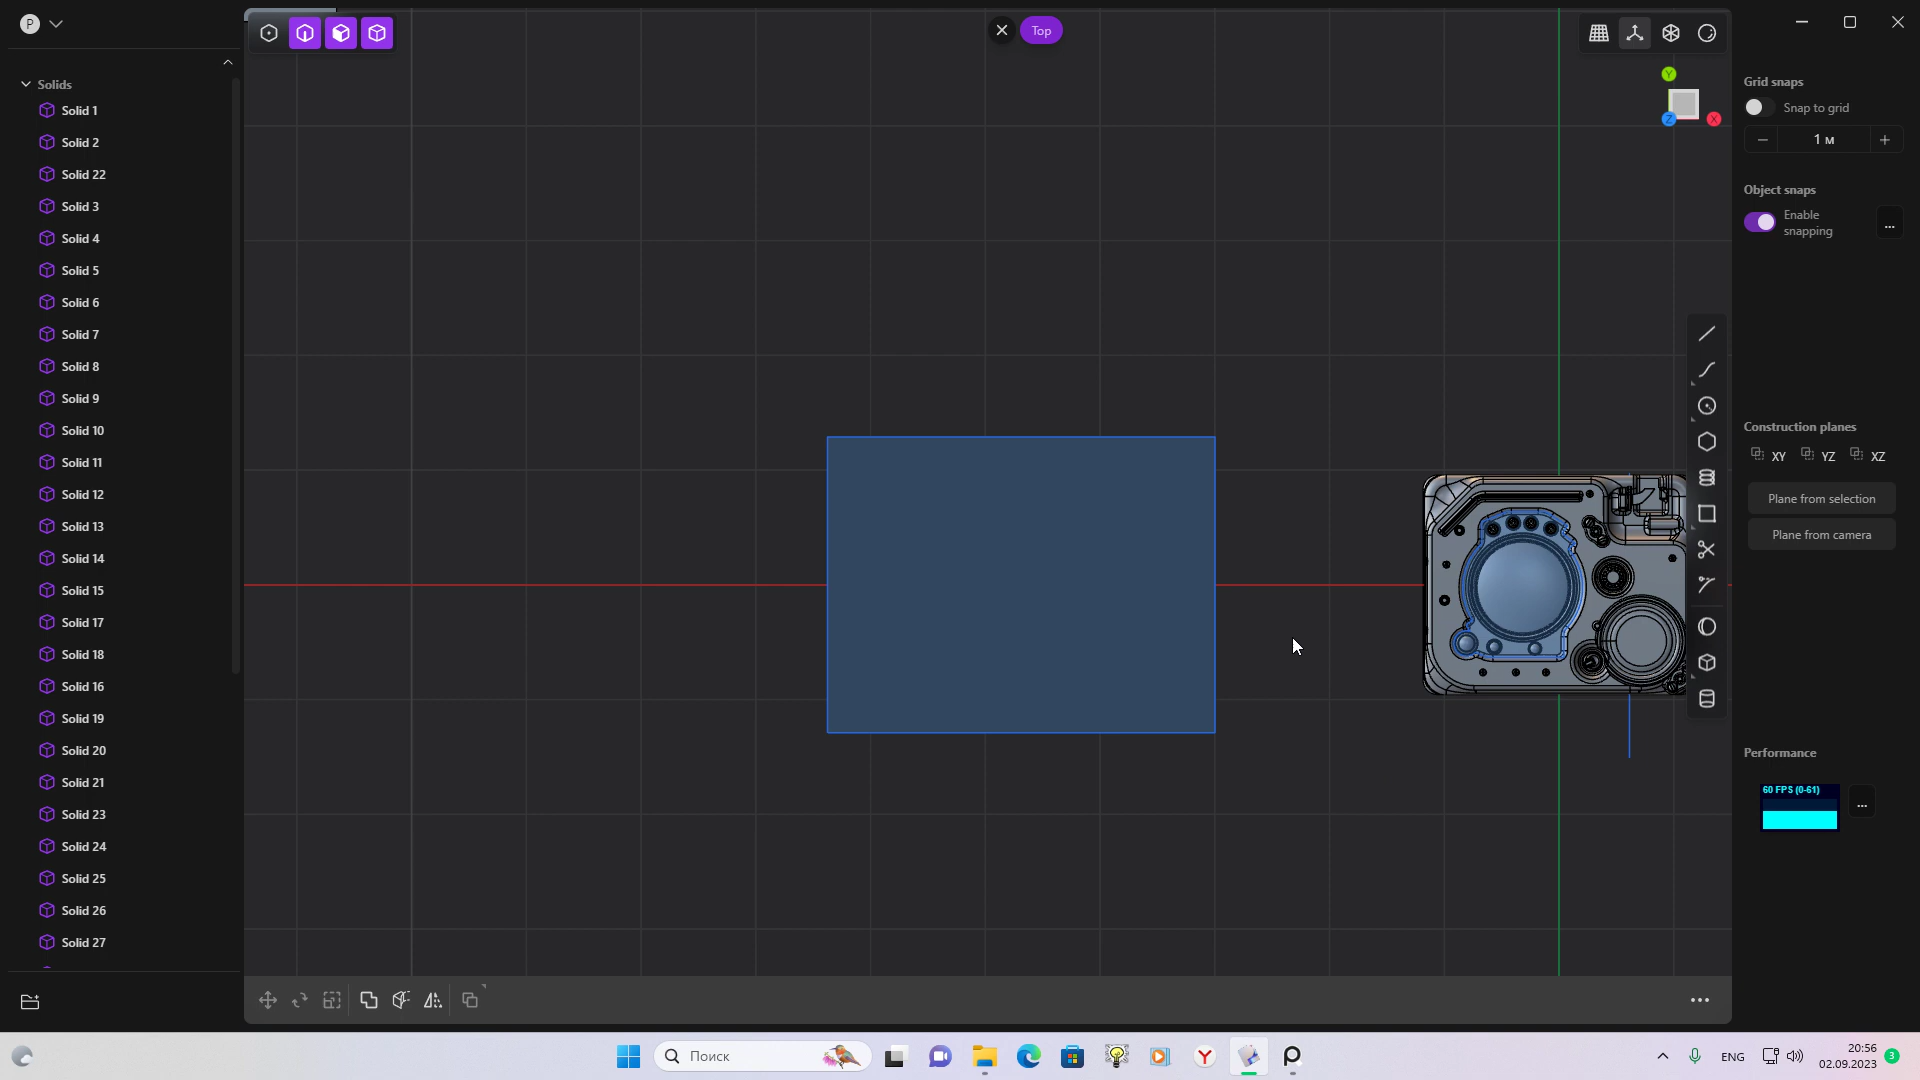 P
Solids
Solid 1
Solid 2
Solid 22
Solid 3
Solid 4
Solid 5
Solid 6
Solid 7
Solid 8
Solid 9
Solid 10
Solid 11
Solid 12
Solid 13
Solid 14
Solid 15
Solid 17
Solid 18
Solid 16
Solid 19
Solid 20
Solid 21
Solid 23
Solid 24
Solid 25
Solid 26
Solid 27
Top
Y
Z
X
Grid snaps
Snap to grid
1 м
Object snaps
Enable
snapping
...
Construction planes
XY YZ XZ
Plane from selection
Plane from camera
Performance
60 FPS (0-61)
...
Поиск
ENG
20:56
02.09.2023
3